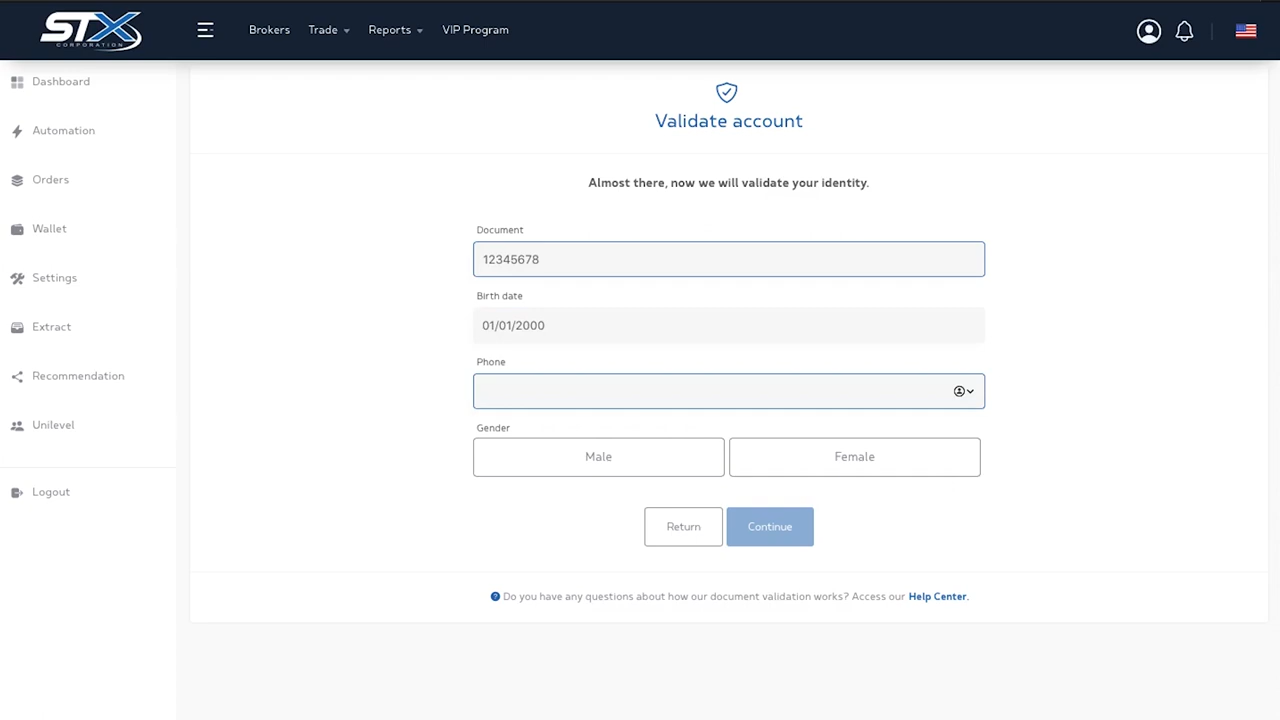 STX
CORPORATION
Brokers
Trade
Reports
VIP Program
Dashboard
Automation
Orders
Wallet
Settings
Extract
Recommendation
Unilevel
Logout
Validate account
Almost there, now we will validate your identity.
Document
12345678
Birth date
01/01/2000
Phone
Gender
Male
Female
Return
Continue
Do you have any questions about how our document validation works? Access our Help Center.